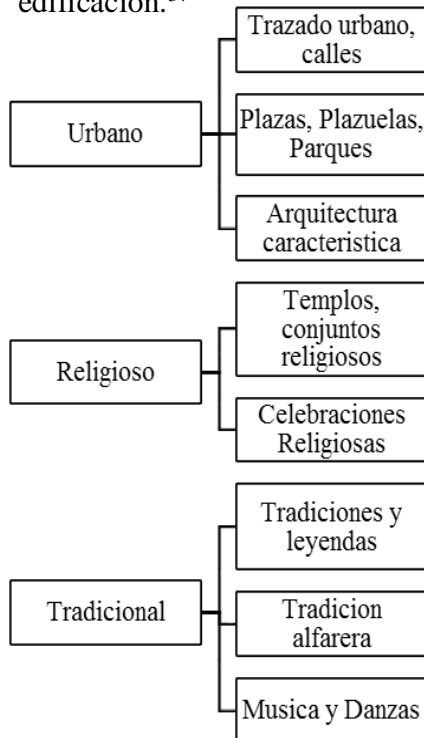 edificación.
Urbano
Trazado urbano,
calles
Plazas, Plazuelas,
Parques
Arquitectura
caracteristica
Religioso
Templos,
conjuntos
religiosos
Celebraciones
Religiosas
Tradicional
Tradiciones y
leyendas
Tradicion
alfarera
Musica y Danzas